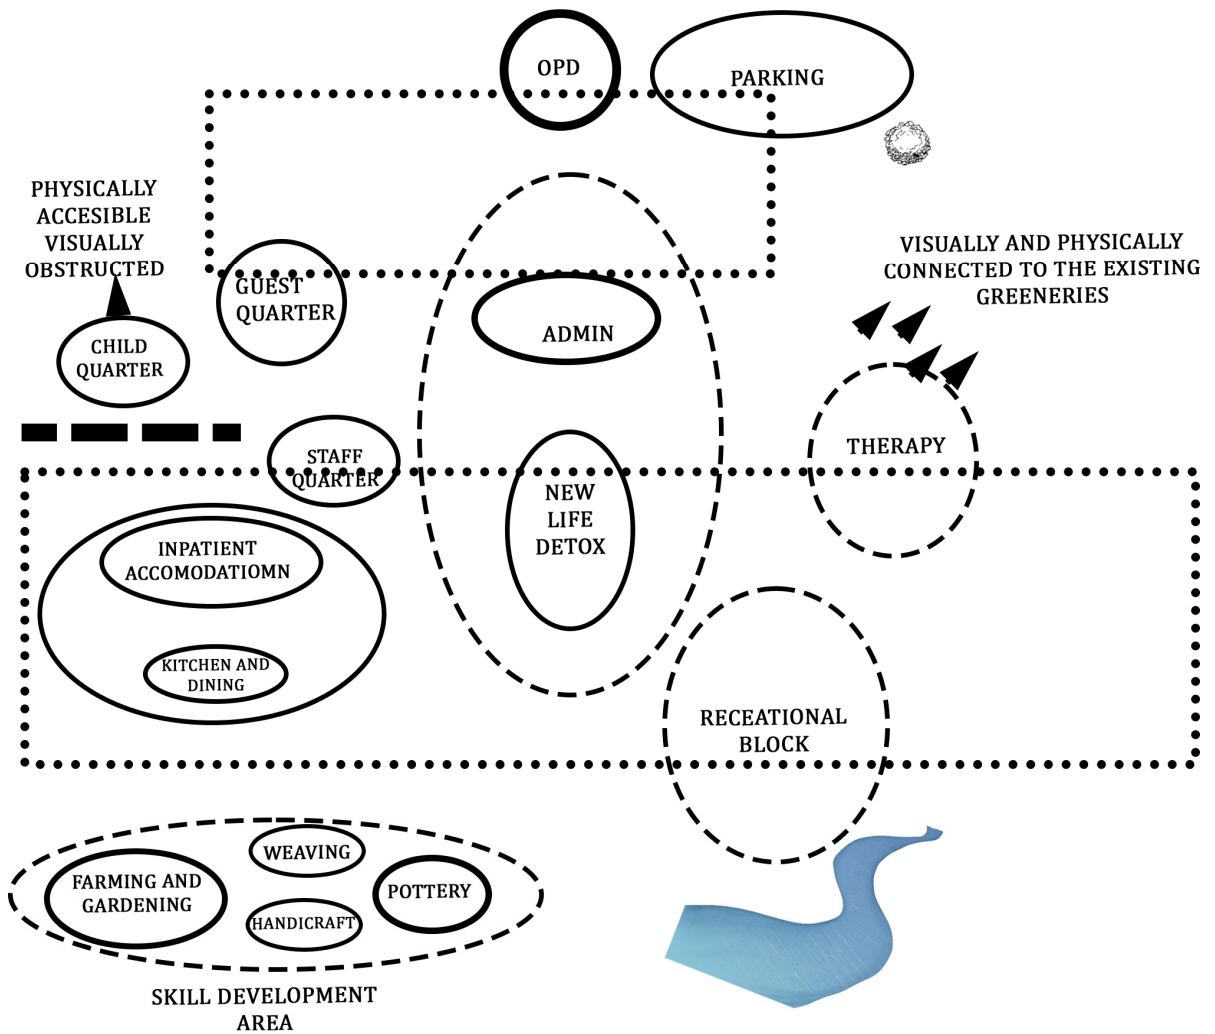 OPD
PARKING
PHYSICALLY
ACCESIBLE
VISUALLY
OBSTRUCTED
VISUALLY AND PHYSICALLY
CONNECTED TO THE EXISTING
GREENERIES
GUEST
QUARTER
ADMIN
CHILD
QUARTER
STAFF
QUARTER
THERAPY
NEW
LIFE
DETOX
INPATIENT
ACCOMODATIOMN
KITCHEN AND
DINING
RECEATIONAL
BLOCK
WEAVING
FARMING AND
GARDENING
POTTERY
HANDICRAFT
SKILL DEVELOPMENT
AREA